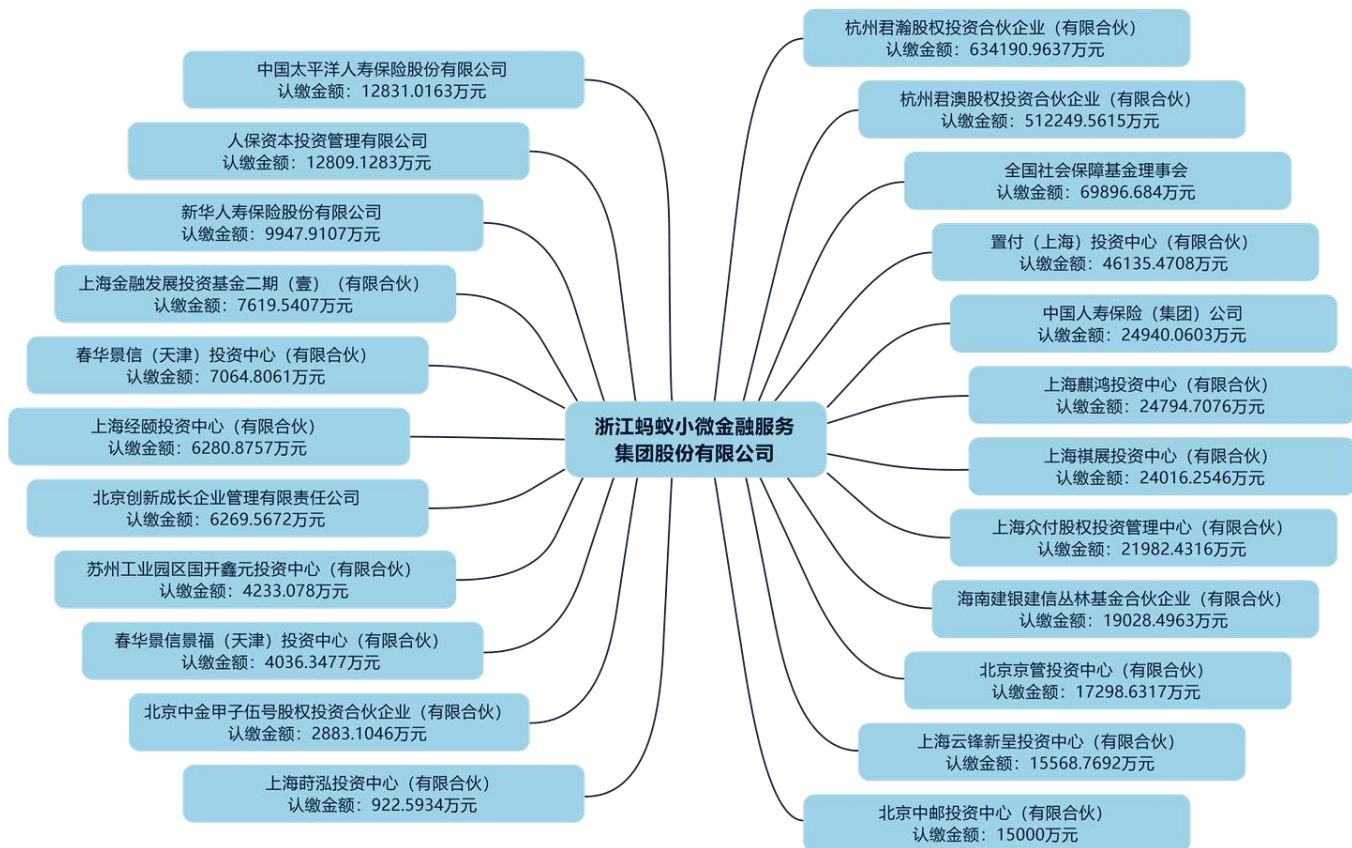 中国太平洋人寿保险股份有限公司
认缴金额：12831.0163万元
人保资本投资管理有限公司
认缴金额：12809.1283万元
新华人寿保险股份有限公司
认缴金额：9947.9107万元
上海金融发展投资基金二期（壹）（有限合伙）
认缴金额：7619.5407万元
春华景信（天津）投资中心（有限合伙）
认缴金额：7064.8061万元
上海经颐投资中心（有限合伙）
认缴金额：6280.8757万元
北京创新成长企业管理有限责任公司
认缴金额：6269.5672万元
苏州工业园区国开鑫元投资中心（有限合伙）
认缴金额：4233.078万元
春华景信景福（天津）投资中心（有限合伙）
认缴金额：4036.3477万元
北京中金甲子伍号股权投资合伙企业（有限合伙）
认缴金额：2883.1046万元
上海莳泓投资中心（有限合伙）
认缴金额：922.5934万元
浙江蚂蚁小微金融服务
集团股份有限公司
杭州君瀚股权投资合伙企业（有限合伙）
认缴金额：634190.9637万元
杭州君澳股权投资合伙企业（有限合伙）
认缴金额：512249.5615万元
全国社会保障基金理事会
认缴金额：69896.684万元
置付（上海）投资中心（有限合伙）
认缴金额：46135.4708万元
中国人寿保险（集团）公司
认缴金额：24940.0603万元
上海麒鸿投资中心（有限合伙）
认缴金额：24794.7076万元
上海祺展投资中心（有限合伙）
认缴金额：24016.2546万元
上海众付股权投资管理中心（有限合伙）
认缴金额：21982.4316万元
海南建银建信丛林基金合伙企业（有限合伙）
认缴金额：19028.4963万元
北京京管投资中心（有限合伙）
认缴金额：17298.6317万元
上海云锋新呈投资中心（有限合伙）
认缴金额：15568.7692万元
北京中邮投资中心（有限合伙）
认缴金额：15000万元